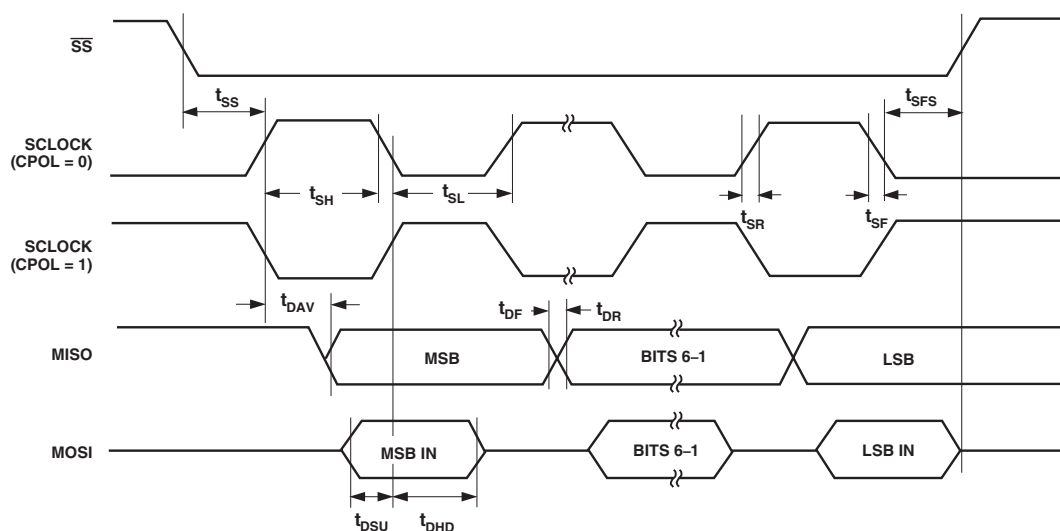 SS
tSS
tSFS
SCLOCK
(CPOL = 0)
tSH
tSL
tSR
tSF
SCLOCK
(CPOL = 1)
tDAV
tDF
tDR
MISO
MSB
BITS 6–1
LSB
MOSI
MSB IN
BITS 6–1
LSB IN
tDSU
tDHD